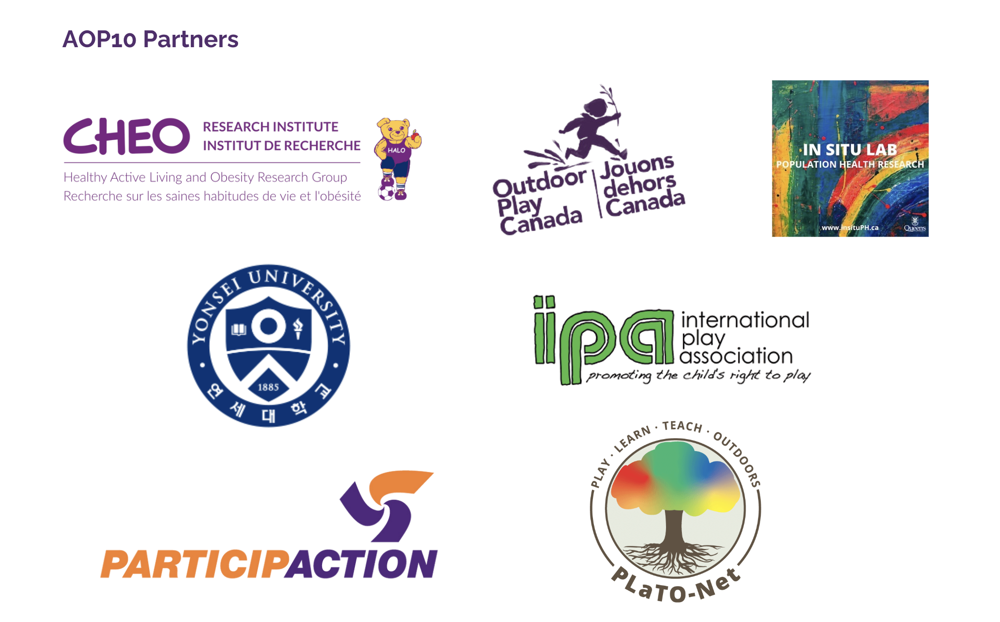 AOP10 Partners
CHEO
RESEARCH INSTITUTE
INSTITUT DE RECHERCHE
Healthy Active Living and Obesity Research Group
Recherche sur les saines habitudes de vie et l'obésité
HALO
Outdoor
Play
Canada
Jouons
dehors
Canada
IN SITU LAB
POPULATION HEALTH RESEARCH
www.insituPH.ca
Queen's
YONSEI UNIVERSITY
1885
연세대학교
ipa
international
play
association
promoting the child's right to play
PARTICIPACTION
PLAY · LEARN · TEACH · OUTDOORS
PLaTO-Net